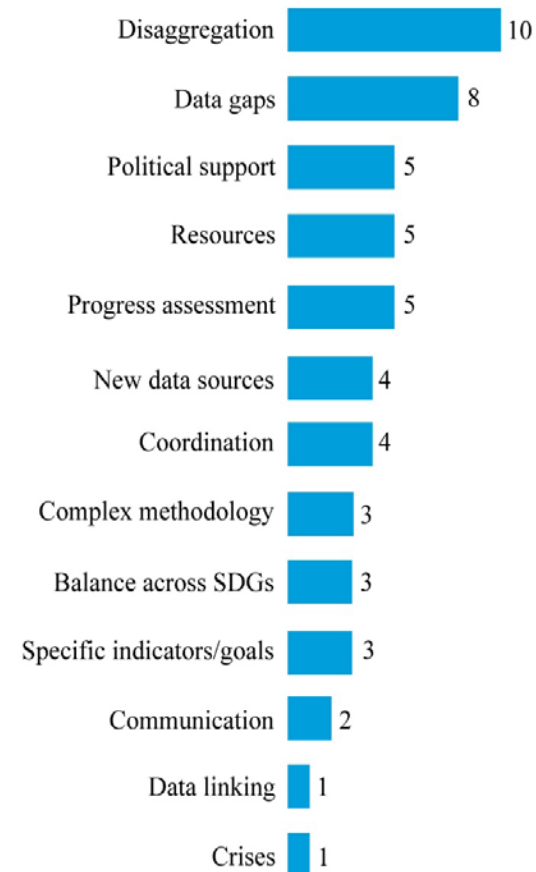 Disaggregation 10
Data gaps 8
Political support 5
Resources 5
Progress assessment 5
New data sources 4
Coordination 4
Complex methodology 3
Balance across SDGs 3
Specific indicators/goals 3
Communication 2
Data linking 1
Crises 1